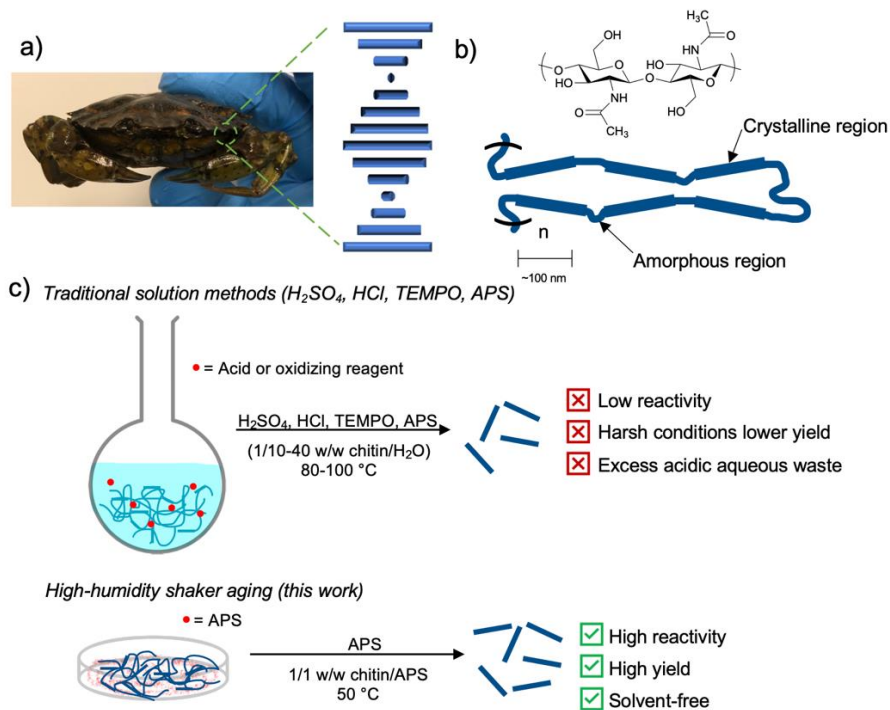 a)
b)
OH
O
HO
O
NH
O
CH₃
H₃C
O
HN
HO
O
O
HO
Crystalline region
n
Amorphous region
~100 nm
c)
Traditional solution methods (H₂SO₄, HCl, TEMPO, APS)
= Acid or oxidizing reagent
H₂SO₄, HCl, TEMPO, APS
(1/10-40 w/w chitin/H₂O)
80-100 °C
Low reactivity
Harsh conditions lower yield
Excess acidic aqueous waste
High-humidity shaker aging (this work)
= APS
APS
1/1 w/w chitin/APS
50 °C
High reactivity
High yield
Solvent-free